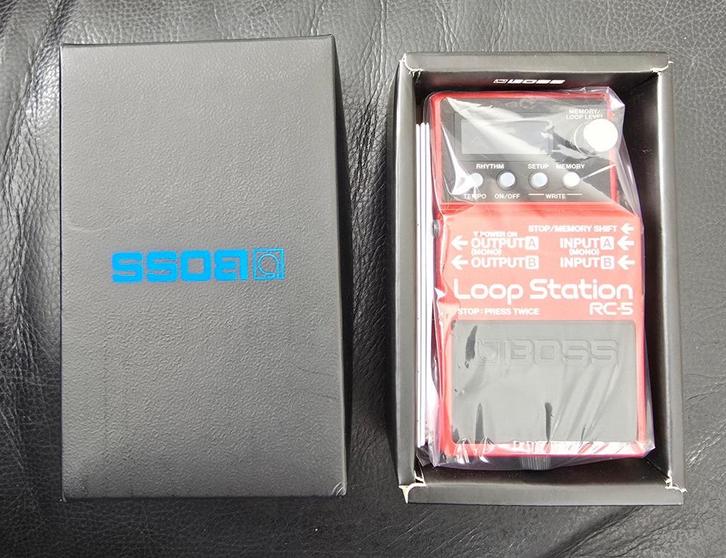 BOSS
BOSS
MEMORY/
LOOP LEVEL
RHYTHM SETUP MEMORY
TEMPO ON/OFF WRITE
STOP/MEMORY SHIFT
▼ POWER ON
OUTPUT A INPUT A
(MONO) (MONO)
OUTPUT B INPUT B
Loop Station
RC-5
STOP: PRESS TWICE
BOSS